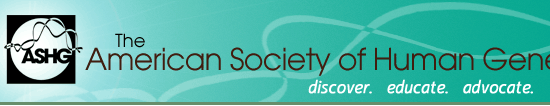 ASHG
The
American Society of Human Gene
discover. educate. advocate.